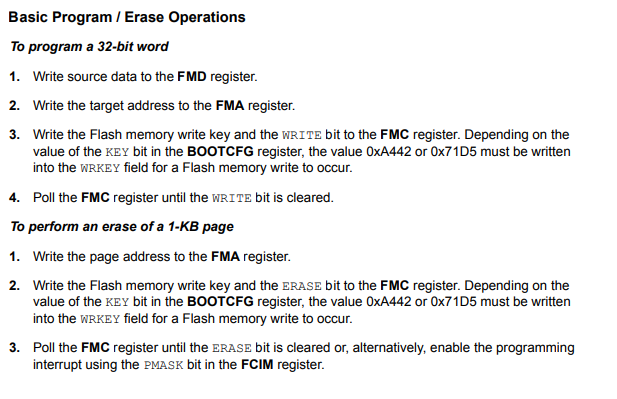 Basic Program / Erase Operations
To program a 32-bit word
1. Write source data to the FMD register.
2. Write the target address to the FMA register.
3. Write the Flash memory write key and the WRITE bit to the FMC register. Depending on the
value of the KEY bit in the BOOTCFG register, the value 0xA442 or 0x71D5 must be written
into the WRKEY field for a Flash memory write to occur.
4. Poll the FMC register until the WRITE bit is cleared.
To perform an erase of a 1-KB page
1. Write the page address to the FMA register.
2. Write the Flash memory write key and the ERASE bit to the FMC register. Depending on the
value of the KEY bit in the BOOTCFG register, the value 0xA442 or 0x71D5 must be written
into the WRKEY field for a Flash memory write to occur.
3. Poll the FMC register until the ERASE bit is cleared or, alternatively, enable the programming
interrupt using the PMASK bit in the FCIM register.